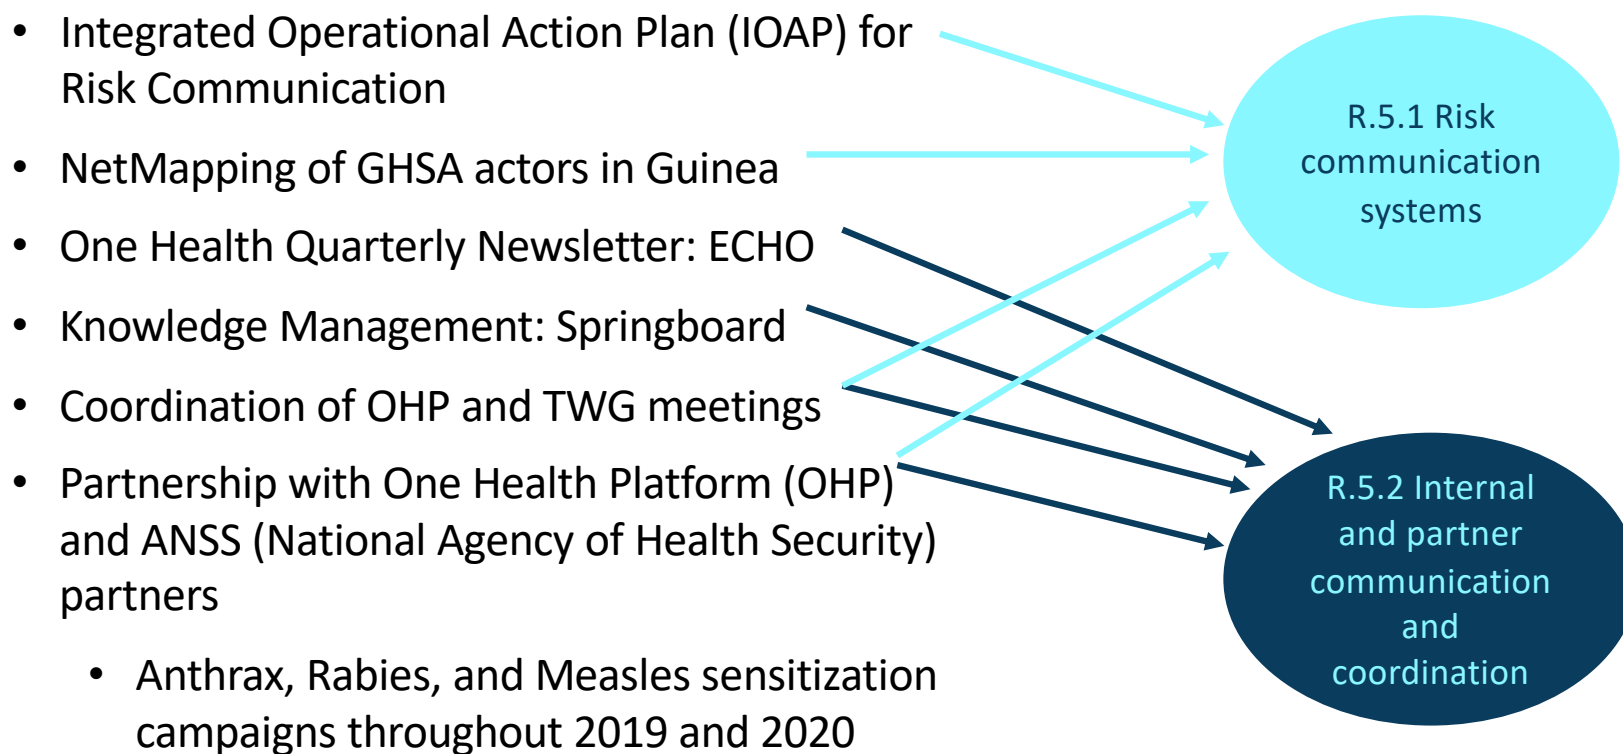 • Integrated Operational Action Plan (IOAP) for
Risk Communication
• NetMapping of GHSA actors in Guinea
• One Health Quarterly Newsletter: ECHO
• Knowledge Management: Springboard
• Coordination of OHP and TWG meetings
• Partnership with One Health Platform (OHP)
and ANSS (National Agency of Health Security)
partners
• Anthrax, Rabies, and Measles sensitization
campaigns throughout 2019 and 2020
R.5.1 Risk
communication
systems
R.5.2 Internal
and partner
communication
and
coordination